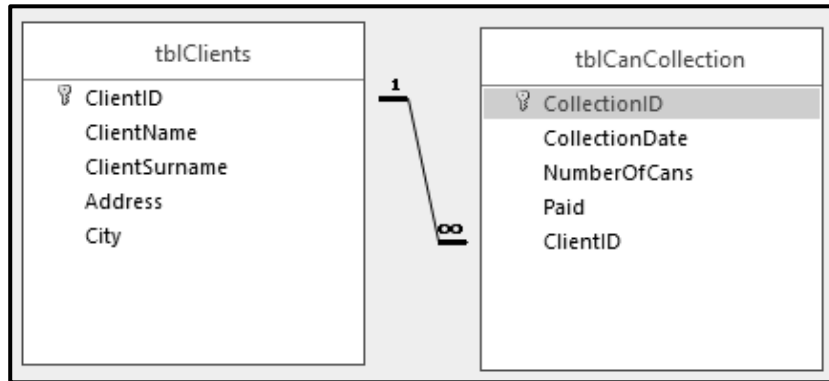 tblClients
ClientID
ClientName
ClientSurname
Address
City
1
∞
tblCanCollection
CollectionID
CollectionDate
NumberOfCans
Paid
ClientID